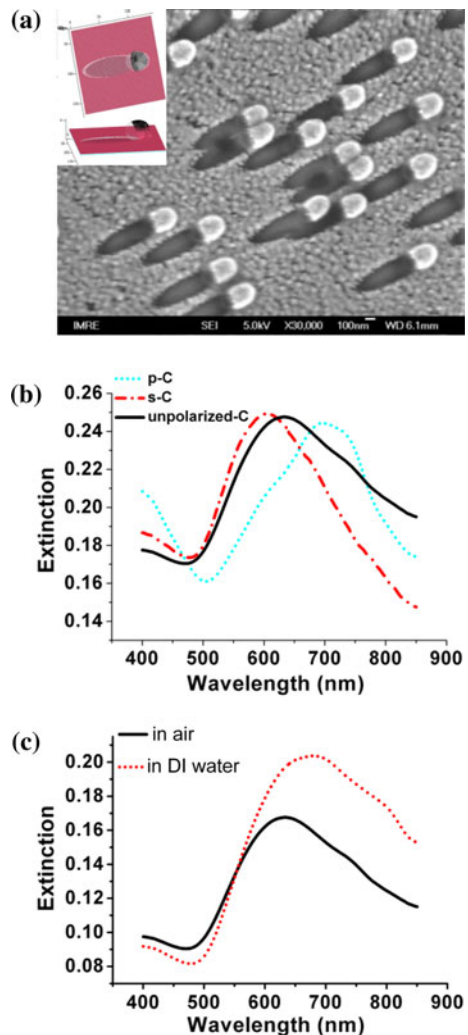 (a)
IMRE SEI 5.0kV X30,000 100nm WD 6.1mm
(b)
p-C
s-C
unpolarized-C
0.26
0.24
0.22
0.20
0.18
0.16
0.14
Extinction
400 500 600 700 800 900
Wavelength (nm)
(c)
in air
in DI water
0.20
0.18
0.16
0.14
0.12
0.10
0.08
Extinction
400 500 600 700 800 900
Wavelength (nm)